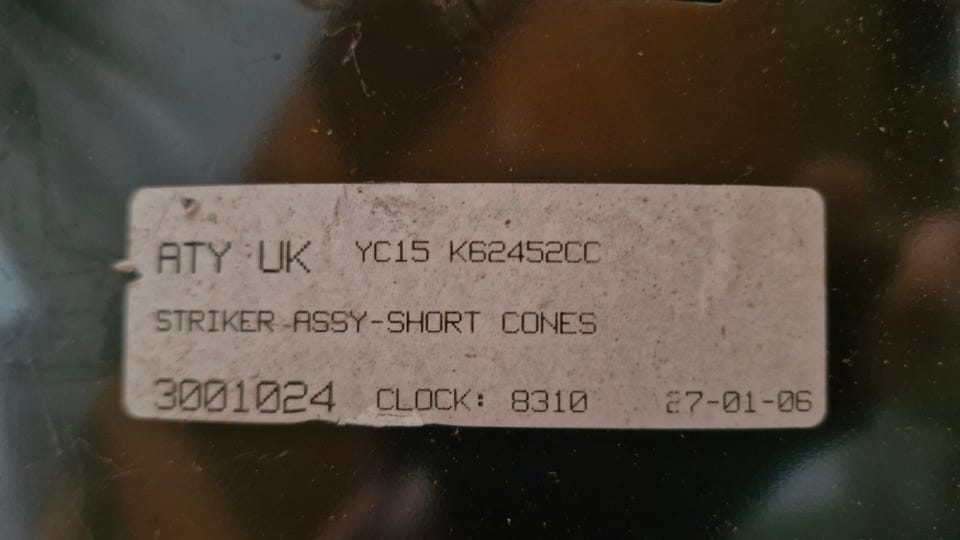 ATY UK YC15 K62452CC
STRIKER ASSY-SHORT CONES
3001024 CLOCK: 8310 27-01-06